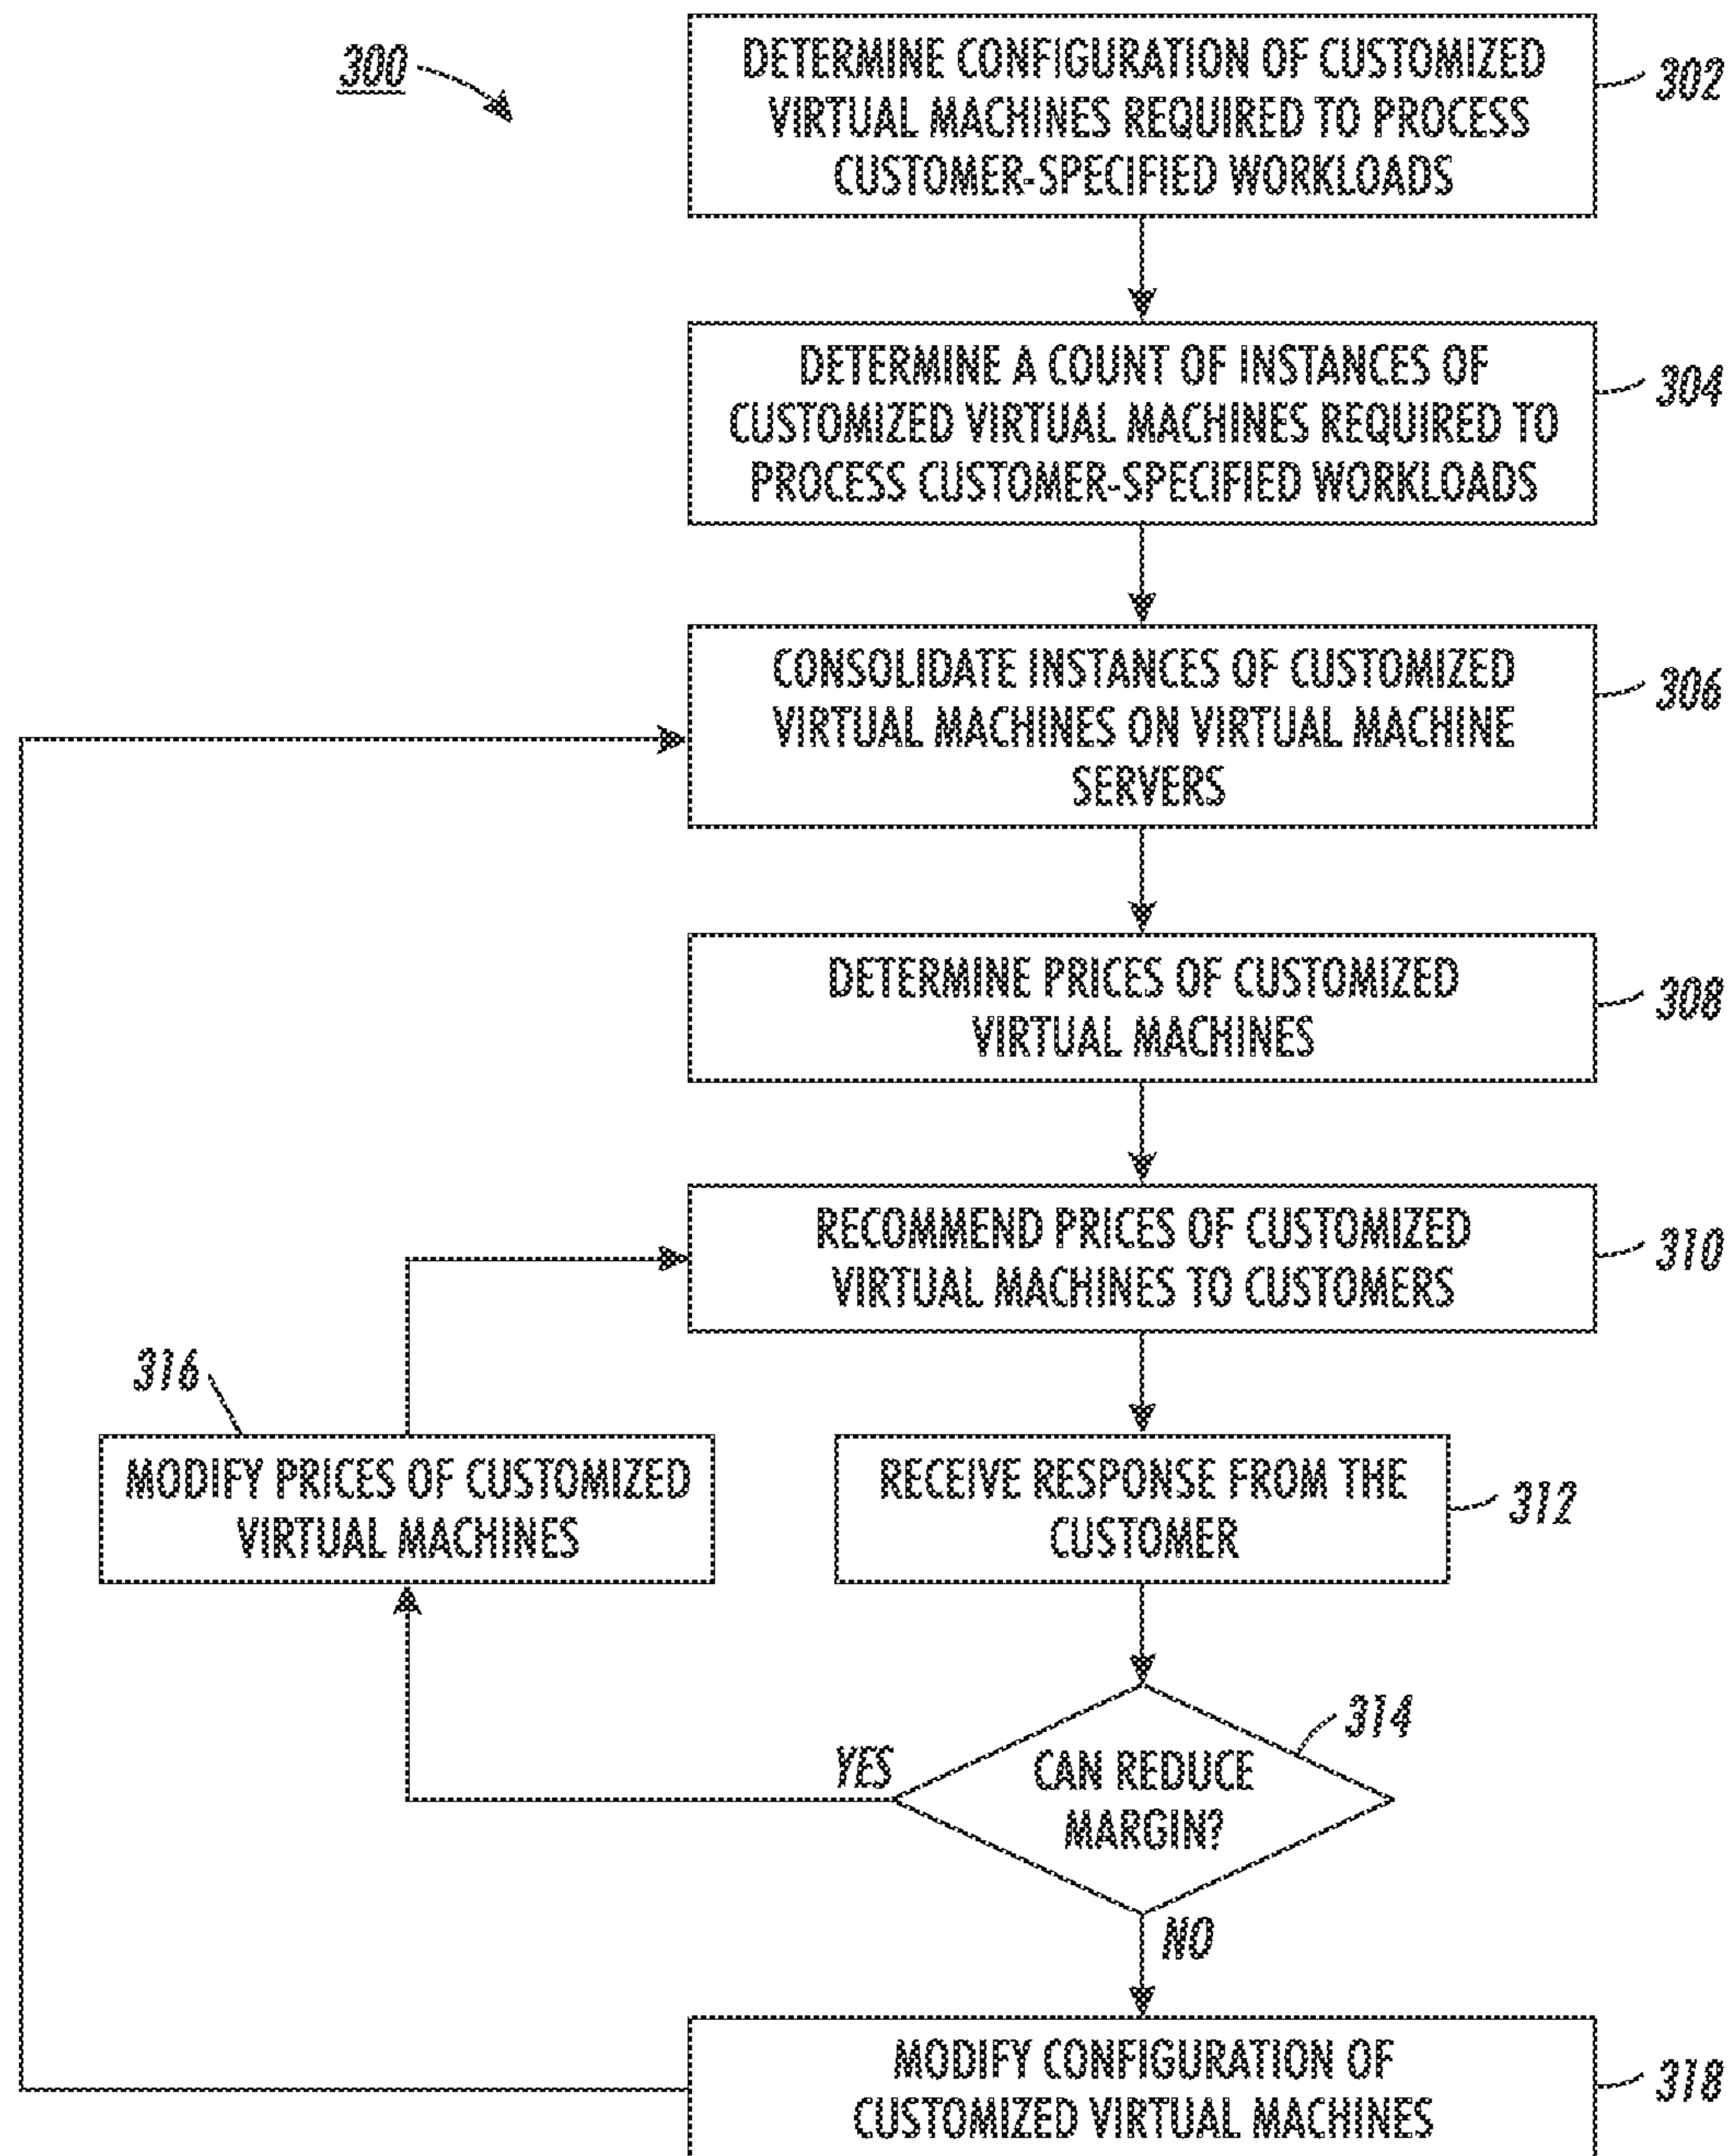 300
DETERMINE CONFIGURATION OF CUSTOMIZED
VIRTUAL MACHINES REQUIRED TO PROCESS
CUSTOMER-SPECIFIED WORKLOADS
302
DETERMINE A COUNT OF INSTANCES OF
CUSTOMIZED VIRTUAL MACHINES REQUIRED TO
PROCESS CUSTOMER-SPECIFIED WORKLOADS
304
CONSOLIDATE INSTANCES OF CUSTOMIZED
VIRTUAL MACHINES ON VIRTUAL MACHINE
SERVERS
306
DETERMINE PRICES OF CUSTOMIZED
VIRTUAL MACHINES
308
RECOMMEND PRICES OF CUSTOMIZED
VIRTUAL MACHINES TO CUSTOMERS
310
316
MODIFY PRICES OF CUSTOMIZED
VIRTUAL MACHINES
RECEIVE RESPONSE FROM THE
CUSTOMER
312
314
YES
CAN REDUCE
MARGIN?
NO
MODIFY CONFIGURATION OF
CUSTOMIZED VIRTUAL MACHINES
318